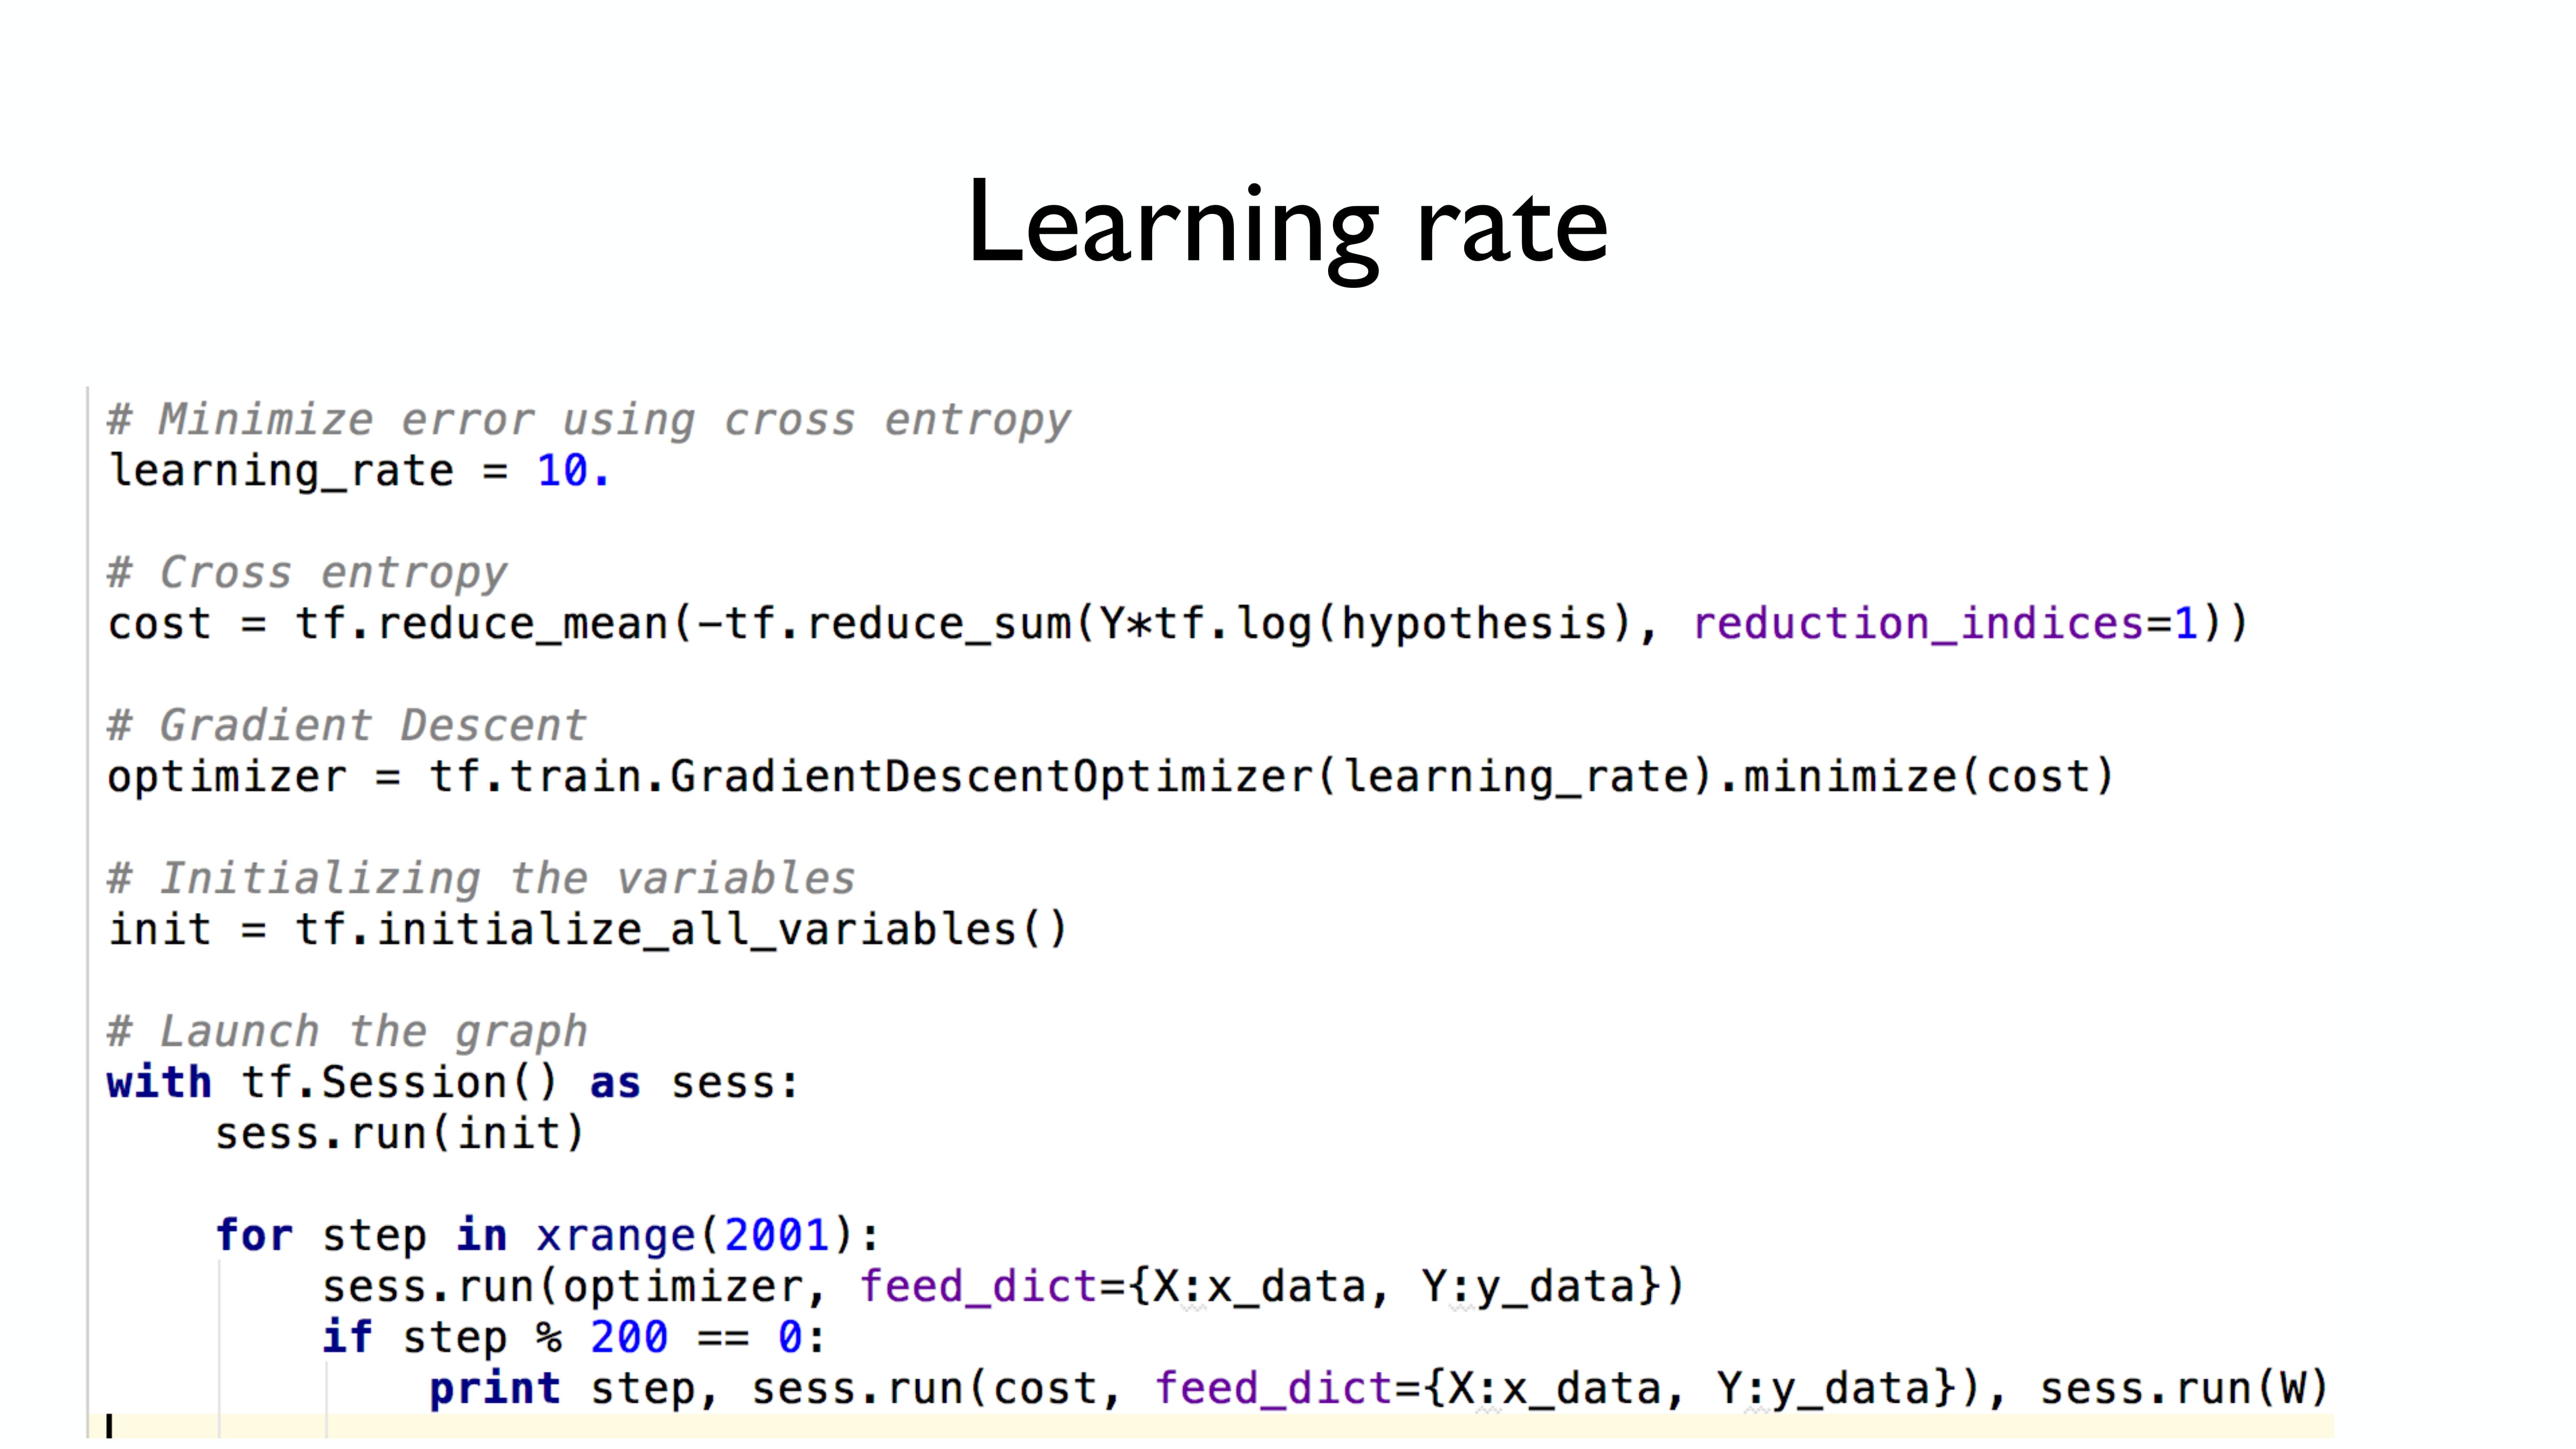 Learning rate
# Minimize error using cross entropy
learning_rate = 10.
# Cross entropy
cost = tf.reduce_mean(-tf.reduce_sum(Y*tf.log(hypothesis), reduction_indices=1))
# Gradient Descent
optimizer = tf.train.GradientDescentOptimizer(learning_rate).minimize(cost)
# Initializing the variables
init = tf.initialize_all_variables()
# Launch the graph
with tf.Session() as sess:
    sess.run(init)
    for step in xrange(2001):
        sess.run(optimizer, feed_dict={X:x_data, Y:y_data})
        if step % 200 == 0:
            print step, sess.run(cost, feed_dict={X:x_data, Y:y_data}), sess.run(W)